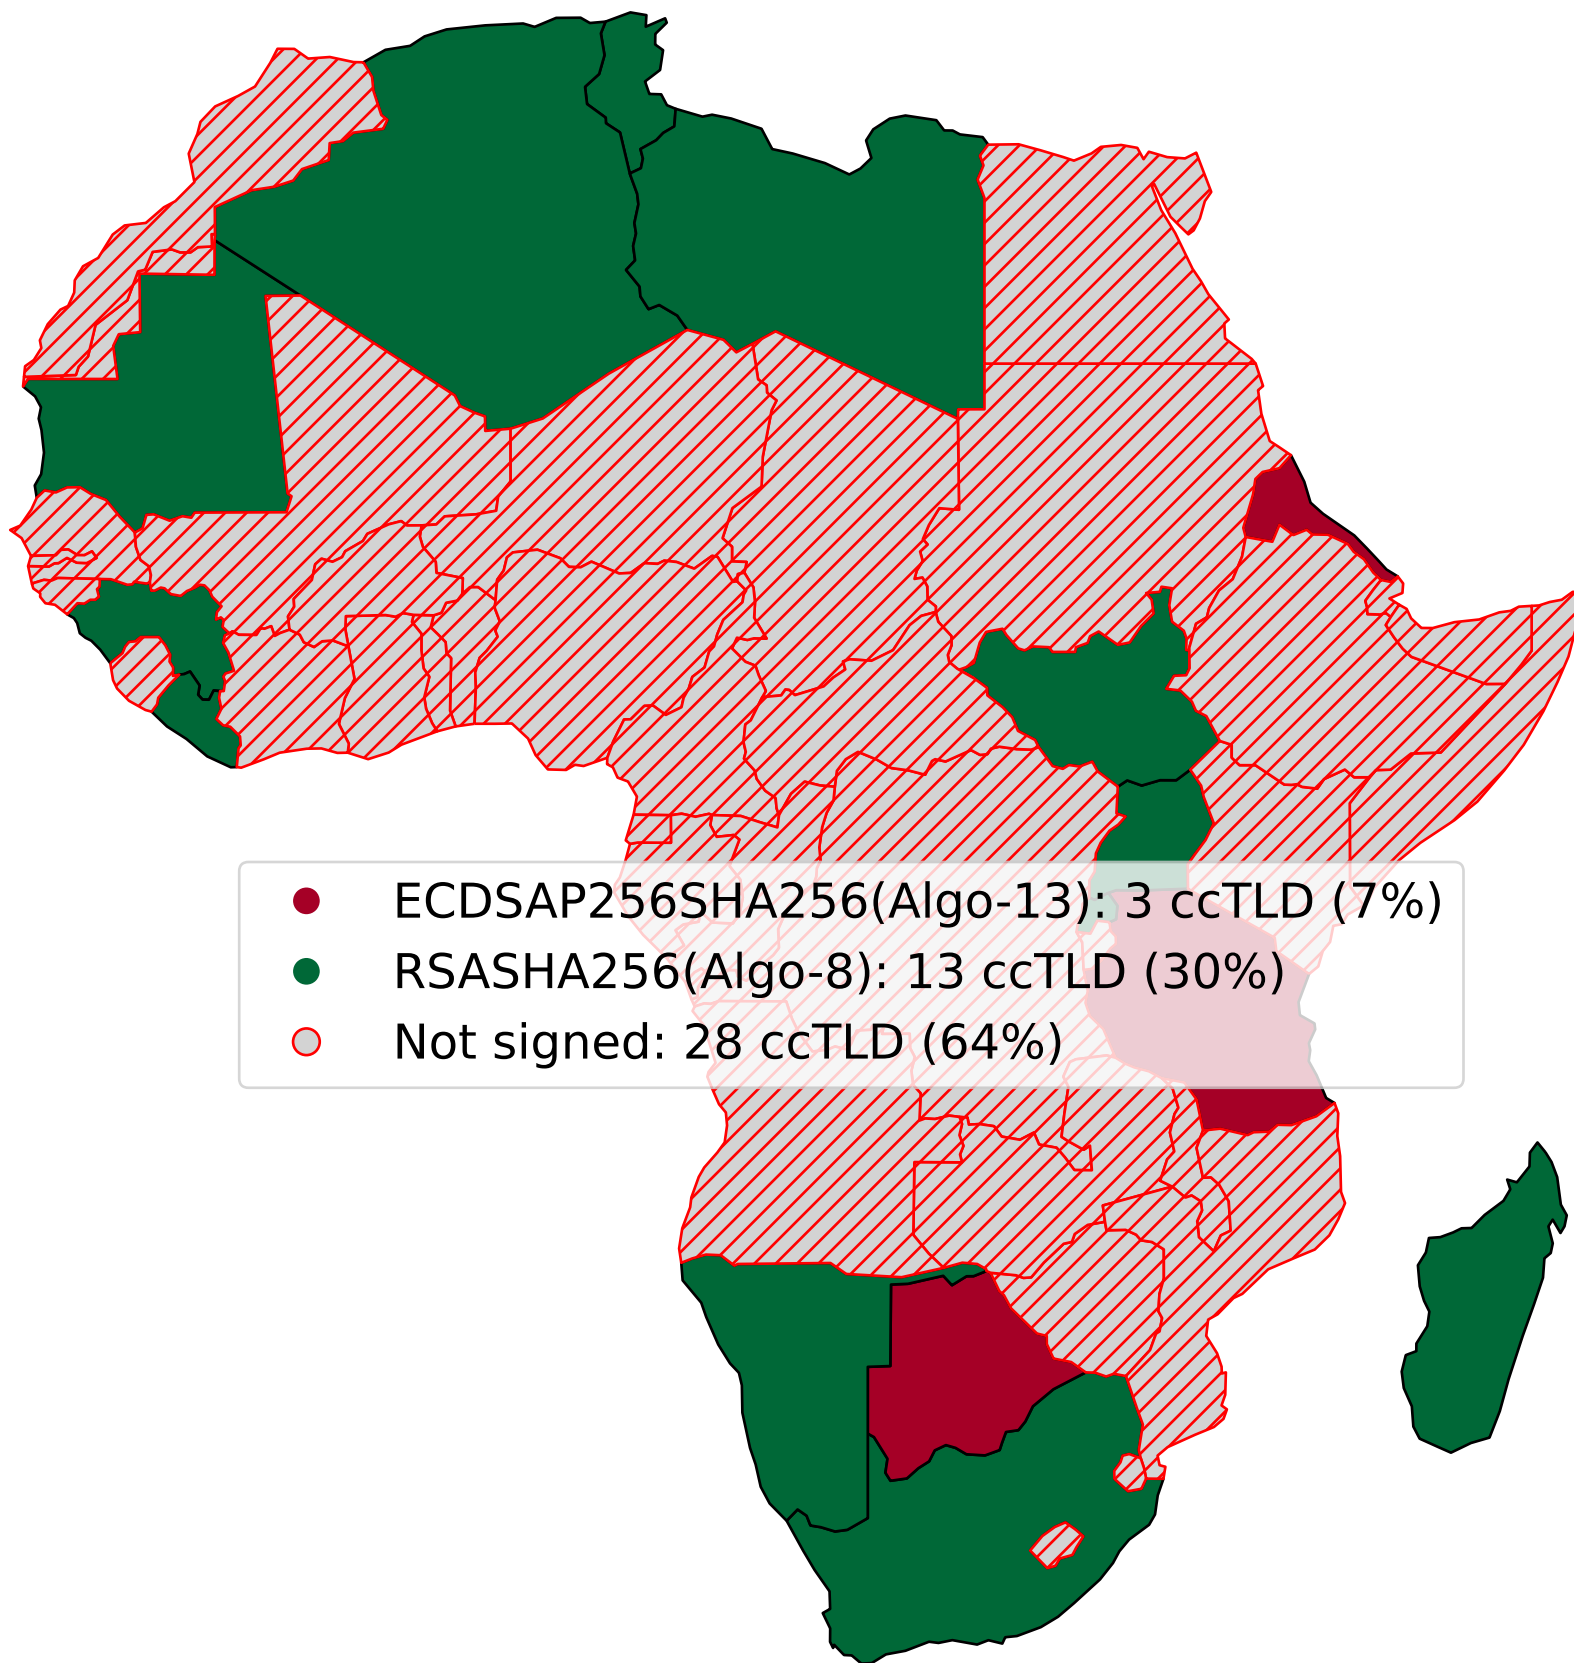 ECDSAP256SHA256(Algo-13): 3 ccTLD (7%)
RSASHA256(Algo-8): 13 ccTLD (30%)
Not signed: 28 ccTLD (64%)